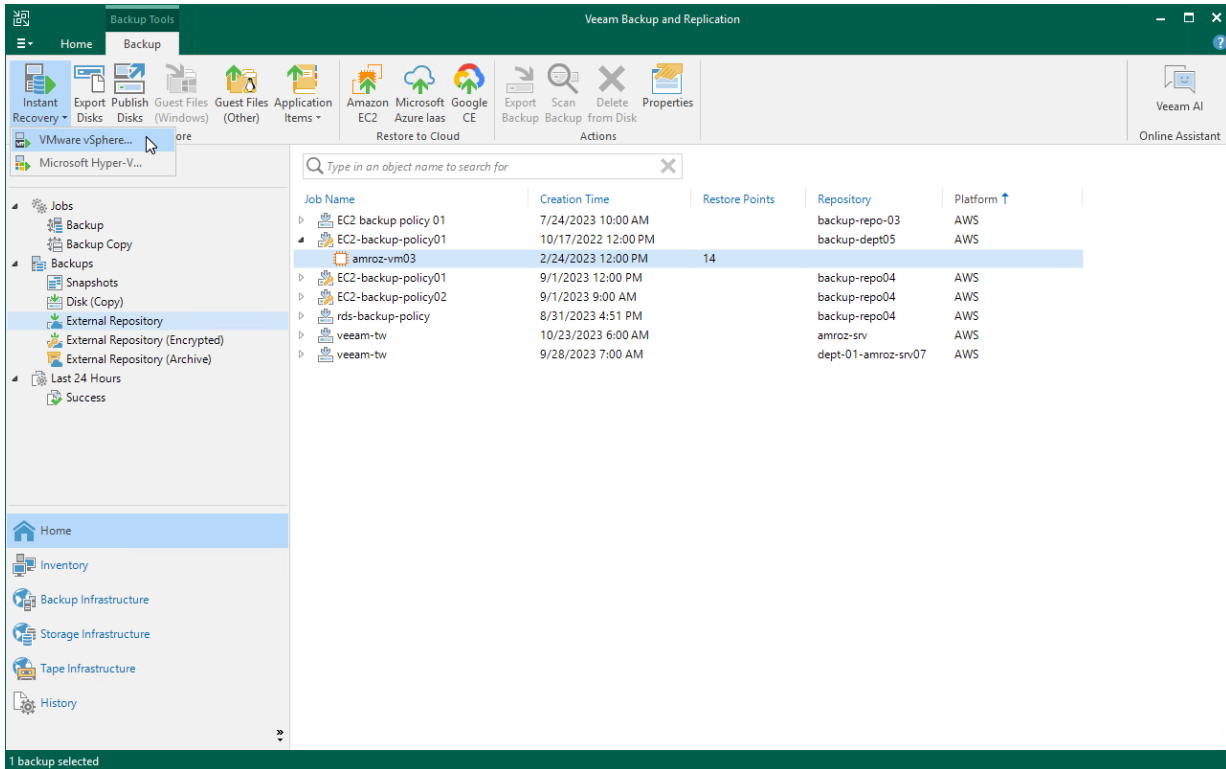 Backup Tools
Veeam Backup and Replication
Home Backup
Instant Recovery
Export Disks
Publish Disks
Guest Files (Windows)
Guest Files (Other)
Application Items
Amazon EC2
Microsoft Azure Iaas
Google CE
Export Backup
Scan Backup
Delete from Disk
Properties
Veeam AI
ore
Restore to Cloud
Actions
Online Assistant
VMware vSphere...
Microsoft Hyper-V...
Type in an object name to search for
Jobs
Backup
Backup Copy
Backups
Snapshots
Disk (Copy)
External Repository
External Repository (Encrypted)
External Repository (Archive)
Last 24 Hours
Success
Job Name Creation Time Restore Points Repository Platform
EC2 backup policy 01 7/24/2023 10:00 AM backup-repo-03 AWS
EC2-backup-policy01 10/17/2022 12:00 PM backup-dept05 AWS
amroz-vm03 2/24/2023 12:00 PM 14
EC2-backup-policy01 9/1/2023 12:00 PM backup-repo04 AWS
EC2-backup-policy02 9/1/2023 9:00 AM backup-repo04 AWS
rds-backup-policy 8/31/2023 4:51 PM backup-repo04 AWS
veeam-tw 10/23/2023 6:00 AM amroz-srv AWS
veeam-tw 9/28/2023 7:00 AM dept-01-amroz-srv07 AWS
Home
Inventory
Backup Infrastructure
Storage Infrastructure
Tape Infrastructure
History
1 backup selected